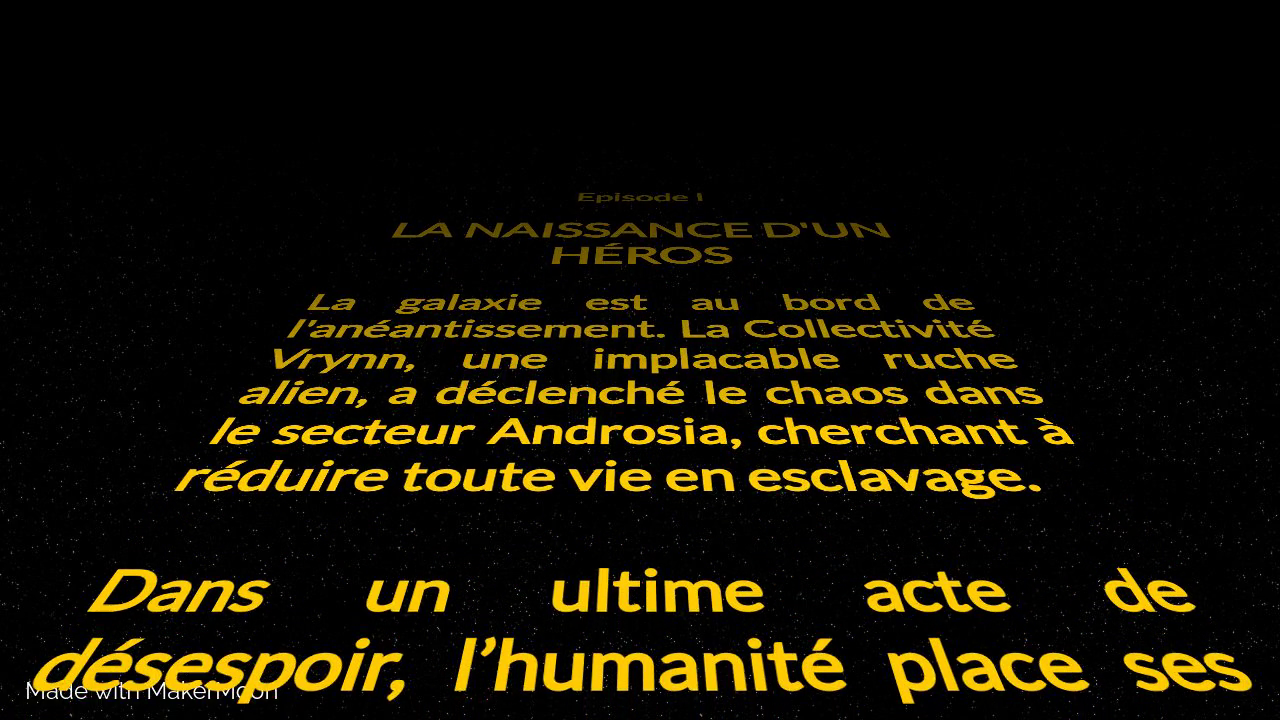 Episode I
LA NAISSANCE D'UN
HÉROS
La galaxie est au bord de
l'anéantissement. La Collectivité
Vrynn, une implacable ruche
alien, a déclenché le chaos dans
le secteur Androsia, cherchant à
réduire toute vie en esclavage.
Dans un ultime acte de
désespoir, l’humanité place ses
Made with MakerMoon